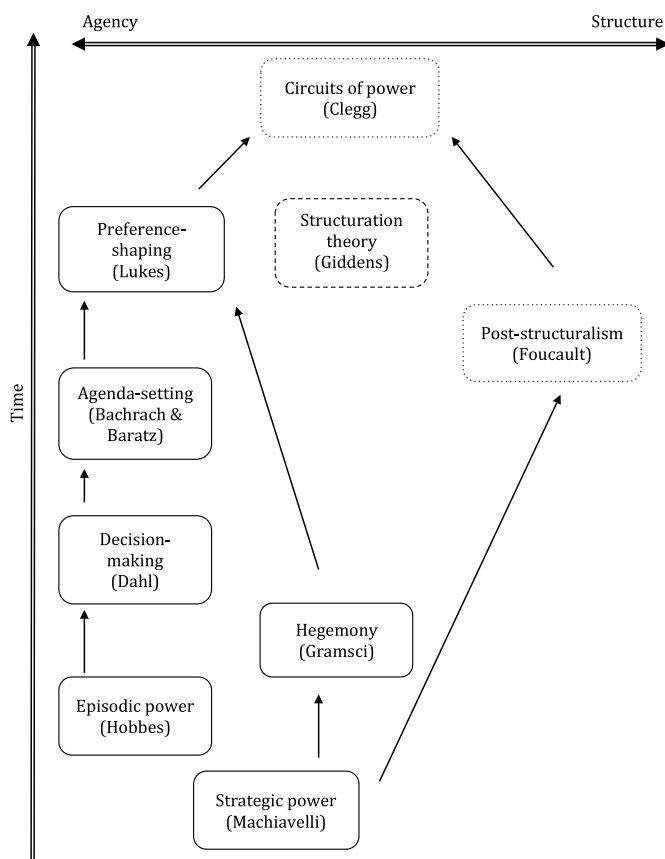 Agency
Structure
Circuits of power
(Clegg)
Preference-
shaping
(Lukes)
Structuration
theory
(Giddens)
Post-structuralism
(Foucault)
Agenda-setting
(Bachrach &
Baratz)
Time
Decision-
making
(Dahl)
Hegemony
(Gramsci)
Episodic power
(Hobbes)
Strategic power
(Machiavelli)